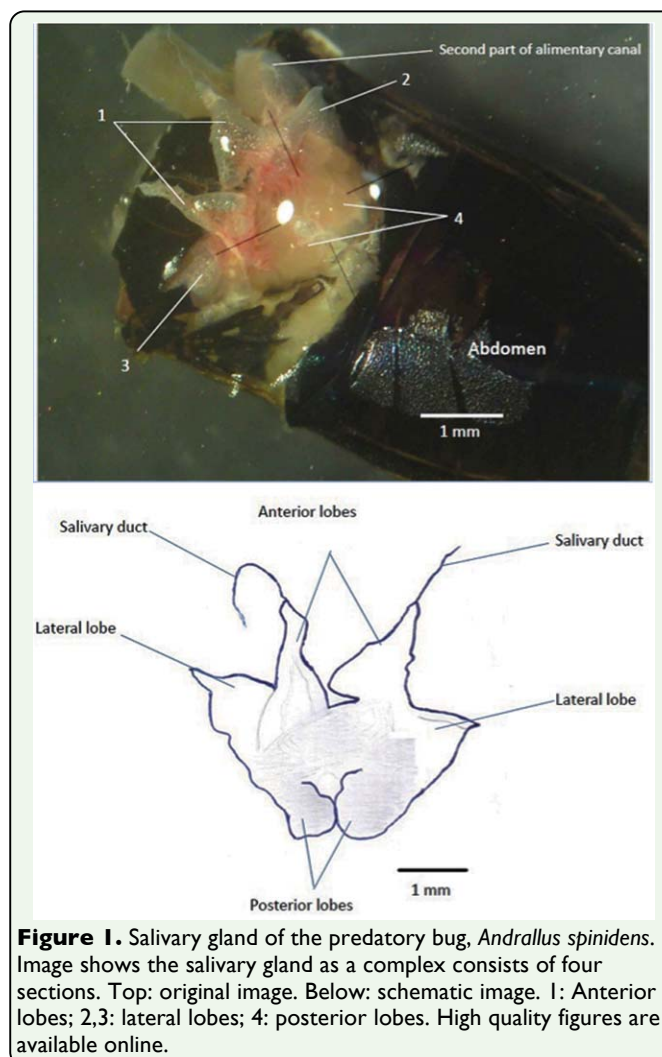 Second part of alimentary canal
2
1
4
3
Abdomen
1 mm
Anterior lobes
Salivary duct
Salivary duct
Lateral lobe
Lateral lobe
1 mm
Posterior lobes
Figure 1. Salivary gland of the predatory bug, Andrallus spinidens.
Image shows the salivary gland as a complex consists of four
sections. Top: original image. Below: schematic image. 1: Anterior
lobes; 2,3: lateral lobes; 4: posterior lobes. High quality figures are
available online.